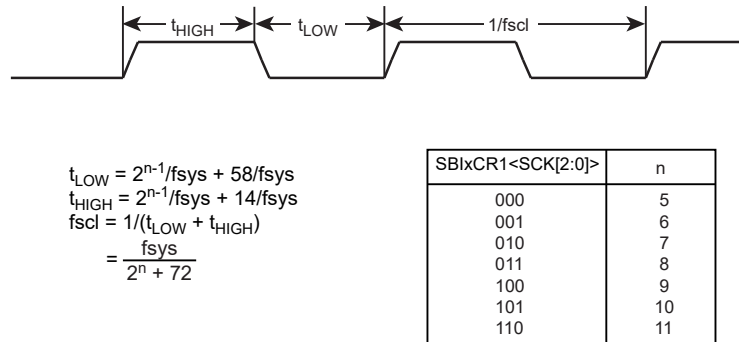 tHIGH tLOW 1/fscl
tLOW = 2n-1/fsys + 58/fsys
tHIGH = 2n-1/fsys + 14/fsys
fscl = 1/(tLOW + tHIGH)
= fsys
2n + 72
SBIxCR1<SCK[2:0]> n
000 5
001 6
010 7
011 8
100 9
101 10
110 11